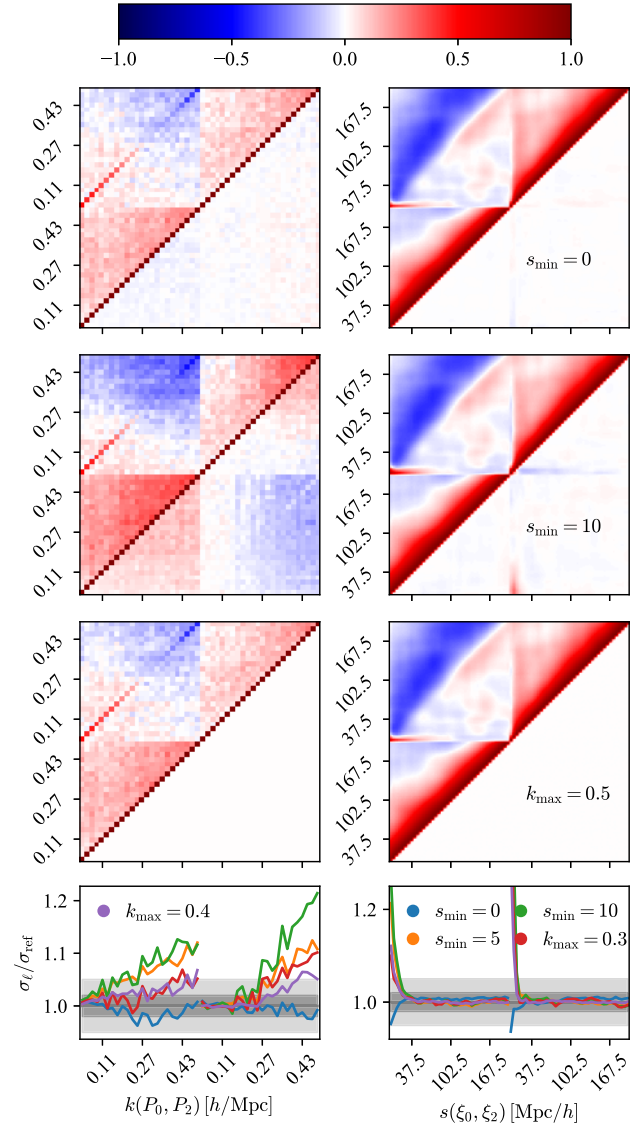 −1.0 −0.5 0.0 0.5 1.0
0.43 0.27 0.11 0.43 0.27 0.11
167.5 102.5 37.5 167.5 102.5 37.5
s_min = 0
0.43 0.27 0.11 0.43 0.27 0.11
167.5 102.5 37.5 167.5 102.5 37.5
s_min = 10
0.43 0.27 0.11 0.43 0.27 0.11
167.5 102.5 37.5 167.5 102.5 37.5
k_max = 0.5
σ_ℓ/σ_ref
1.2
1.1
1.0
k_max = 0.4
0.11 0.27 0.43 0.11 0.27 0.43
k(P_0, P_2) [h/Mpc]
1.2
1.0
s_min = 0
s_min = 5
s_min = 10
k_max = 0.3
37.5 102.5 167.5 37.5 102.5 167.5
s(ξ_0, ξ_2) [Mpc/h]